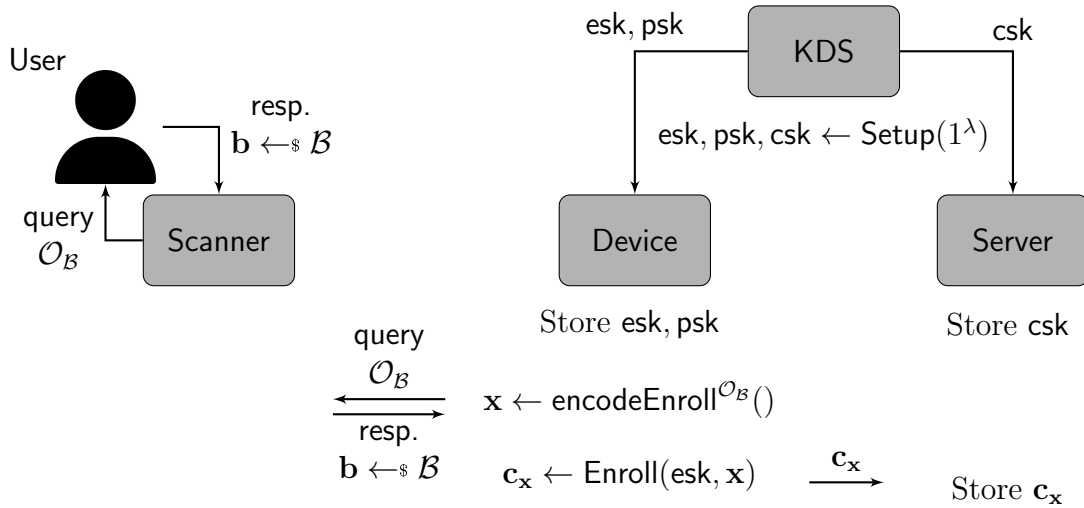 User
resp.
b ←$ B
query
O_B
Scanner
esk, psk
KDS
csk
esk, psk, csk ← Setup(1^λ)
Device
Server
Store esk, psk
Store csk
query
O_B
x ← encodeEnroll^{O_B}()
resp.
b ←$ B
c_x ← Enroll(esk, x)
c_x
Store c_x